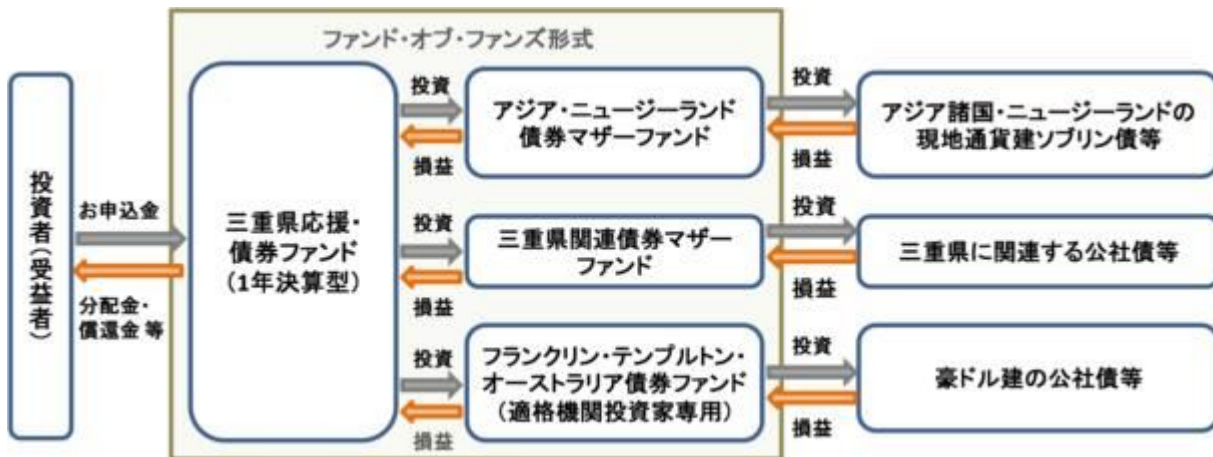 ファンド・オブ・ファンズ形式
投資者(受益者)
お申込金
分配金・
償還金 等
三重県応援・
債券ファンド
(1年決算型)
投資
損益
アジア・ニュージーランド
債券マザーファンド
投資
損益
アジア諸国・ニュージーランドの
現地通貨建ソブリン債等
投資
損益
三重県関連債券マザー
ファンド
投資
損益
三重県に関連する公社債等
投資
損益
フランクリン・テンプルトン・
オーストラリア債券ファンド
(適格機関投資家専用)
投資
損益
豪ドル建の公社債等